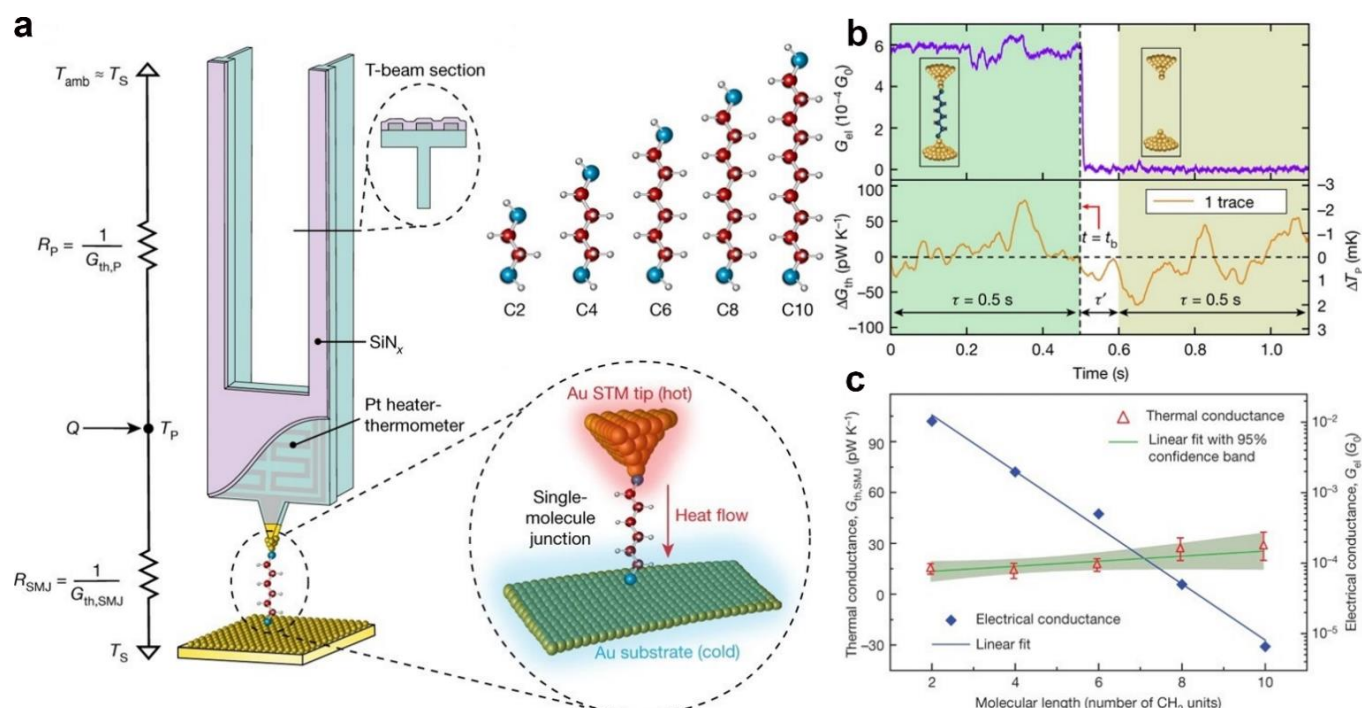 a
T_amb ≈ T_S
R_P = 1 / G_th,P
Q
T_P
R_SMJ = 1 / G_th,SMJ
T_S
T-beam section
SiN_x
Pt heater-
thermometer
C2 C4 C6 C8 C10
Au STM tip (hot)
Single-
molecule
junction
Heat flow
Au substrate (cold)
b
G_el (10⁻⁴ G_0)
6
4
2
0
ΔG_th (pW K⁻¹)
100
50
0
−50
−100
1 trace
t = t_b
τ = 0.5 s
τ′
τ = 0.5 s
−3
−2
−1
0
1
2
3
ΔT_P (mK)
0 0.2 0.4 0.6 0.8 1.0
Time (s)
c
Thermal conductance, G_th,SMJ (pW K⁻¹)
90
60
30
0
−30
Thermal conductance
Linear fit with 95%
confidence band
Electrical conductance
Linear fit
10⁻²
10⁻³
10⁻⁴
10⁻⁵
Electrical conductance, G_el (G_0)
2 4 6 8 10
Molecular length (number of CH₂ units)